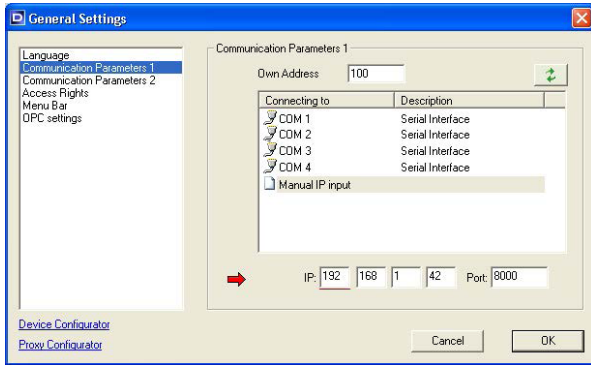 General Settings
Language
Communication Parameters 1
Communication Parameters 2
Access Rights
Menu Bar
OPC settings
Communication Parameters 1
Own Address 100
Connecting to Description
COM 1 Serial Interface
COM 2 Serial Interface
COM 3 Serial Interface
COM 4 Serial Interface
Manual IP input
IP: 192 168 1 42 Port: 8000
Device Configurator
Proxy Configurator
Cancel OK